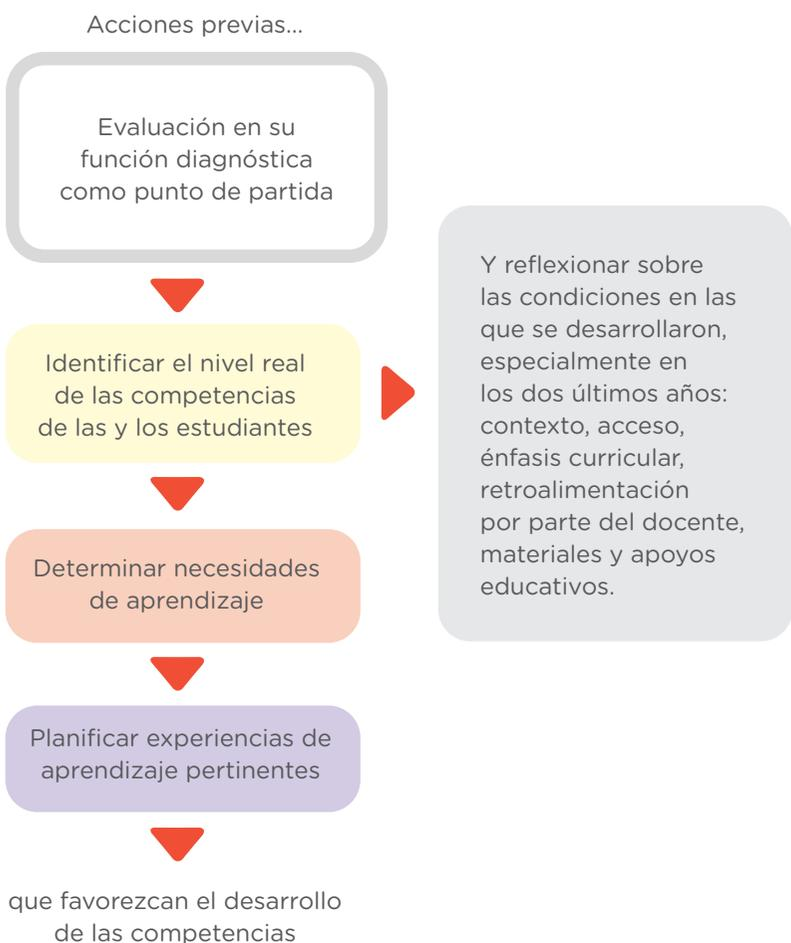 Acciones previas...
Evaluación en su
función diagnóstica
como punto de partida
Identificar el nivel real
de las competencias
de las y los estudiantes
Y reflexionar sobre
las condiciones en las
que se desarrollaron,
especialmente en
los dos últimos años:
contexto, acceso,
énfasis curricular,
retroalimentación
por parte del docente,
materiales y apoyos
educativos.
Determinar necesidades
de aprendizaje
Planificar experiencias de
aprendizaje pertinentes
que favorezcan el desarrollo
de las competencias